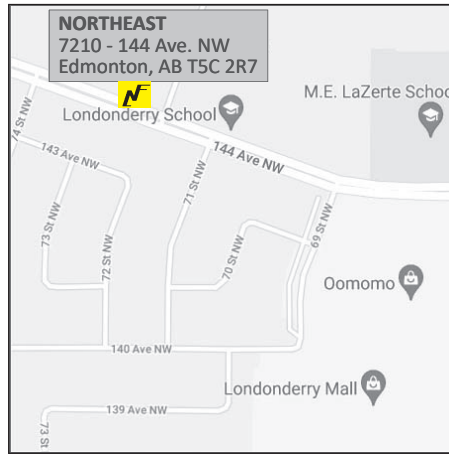 NORTHEAST
7210 - 144 Ave. NW
Edmonton, AB T5C 2R7
M.E. LaZerte Schoo
Londonderry School
74 St NW
143 Ave NW
144 Ave NW
71 St NW
73 St NW
72 St NW
70 St NW
69 St NW
Oomomo
140 Ave NW
Londonderry Mall
139 Ave NW
73 St